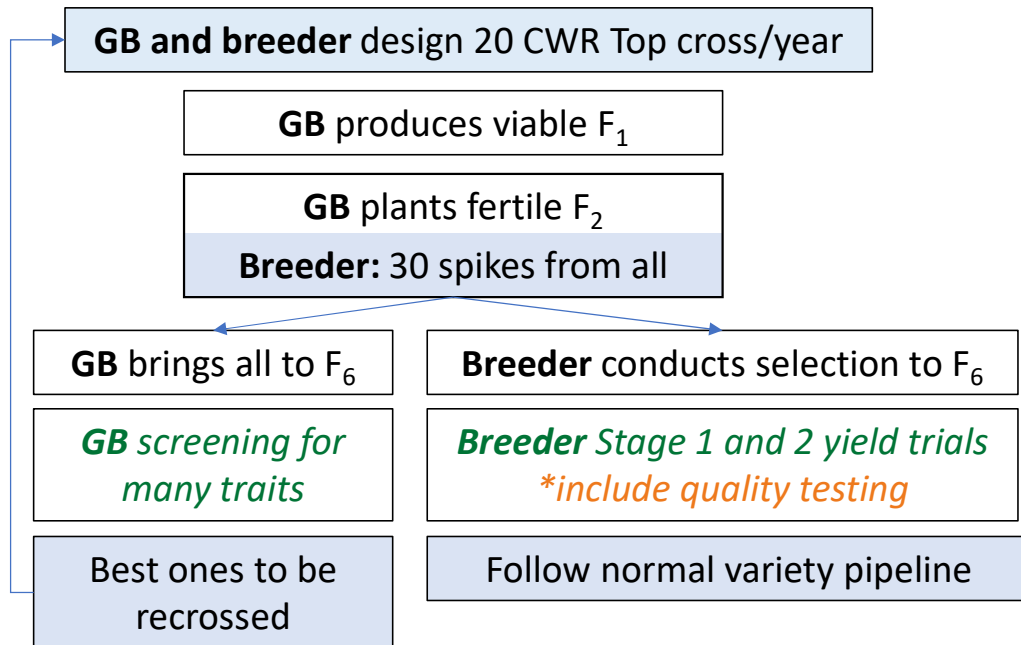 GB and breeder design 20 CWR Top cross/year
GB produces viable F₁
GB plants fertile F₂
Breeder: 30 spikes from all
GB brings all to F₆
Breeder conducts selection to F₆
GB screening for
many traits
Breeder Stage 1 and 2 yield trials
*include quality testing
Best ones to be
recrossed
Follow normal variety pipeline